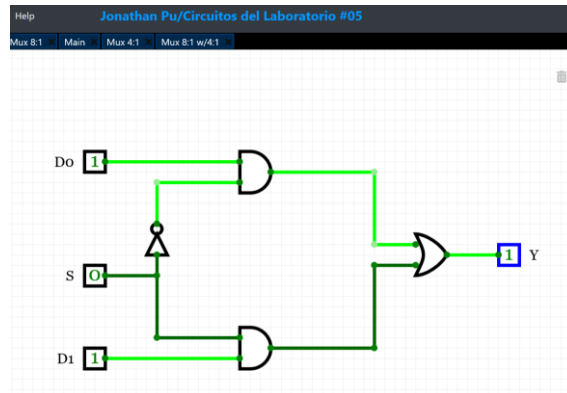 Help Jonathan Pu/Circuitos del Laboratorio #05
Mux 8:1 × Main × Mux 4:1 × Mux 8:1 w/4:1 ×
D0 1
S 0
1 Y
D1 1